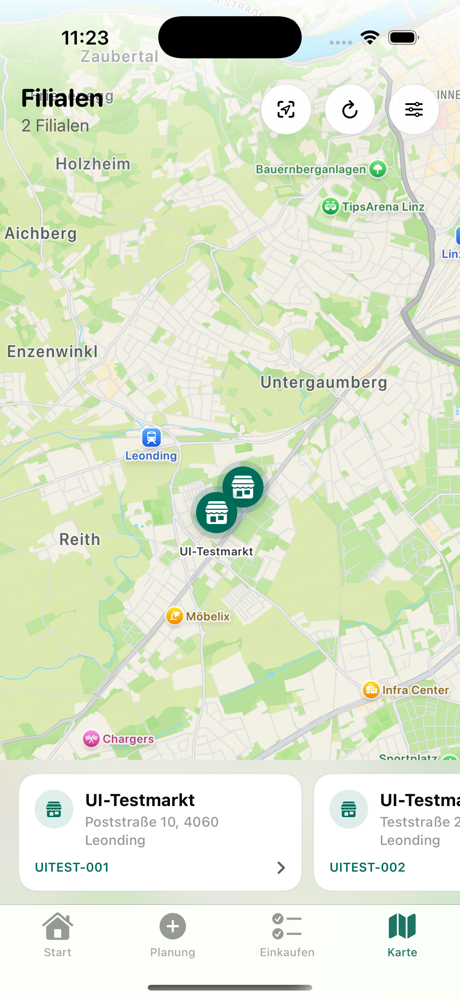 11:23
Zaubertal
Filialen
2 Filialen
Holzheim
Bauernberganlagen
TipsArena Linz
Aichberg
Enzenwinkl
Untergaumberg
Leonding
Reith
UI-Testmarkt
Möbelix
Infra Center
Chargers
Sportplatz
UI-Testmarkt
Poststraße 10, 4060
Leonding
UITEST-001
UI-Testma
Teststraße 2
Leonding
UITEST-002
Start
Planung
Einkaufen
Karte